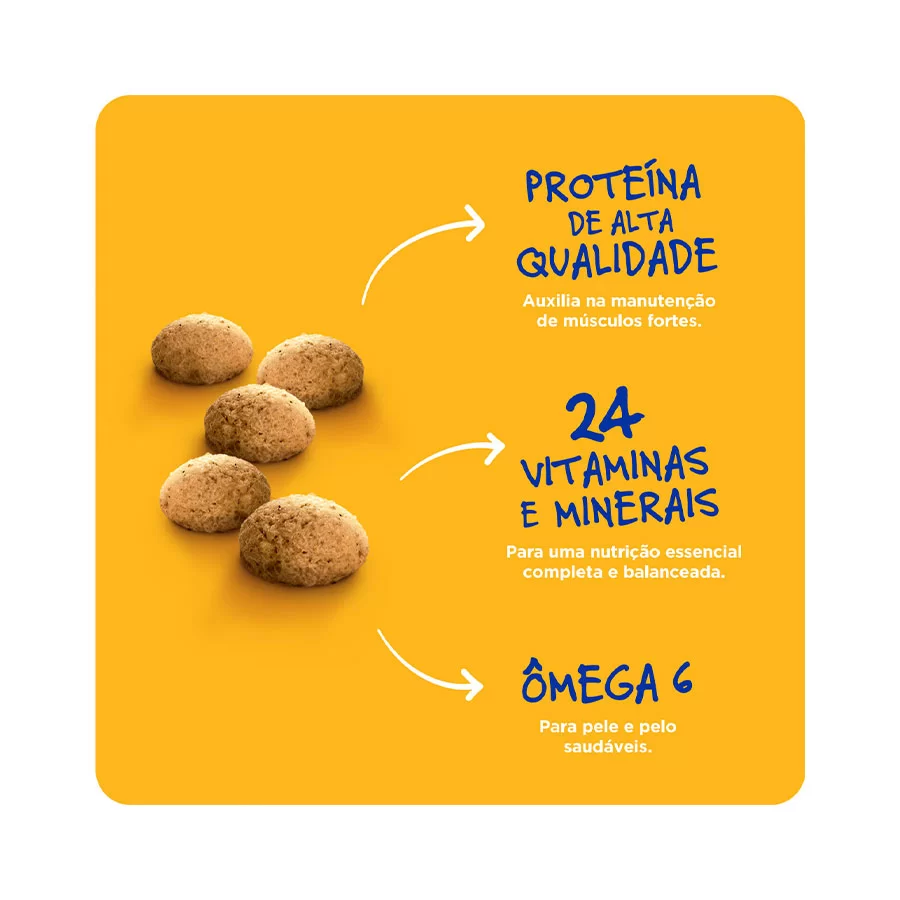 PROTEÍNA
DE ALTA
QUALIDADE
Auxilia na manutenção
de músculos fortes.
24
VITAMINAS
E MINERAIS
Para uma nutrição essencial
completa e balanceada.
ÔMEGA 6
Para pele e pelo
saudáveis.